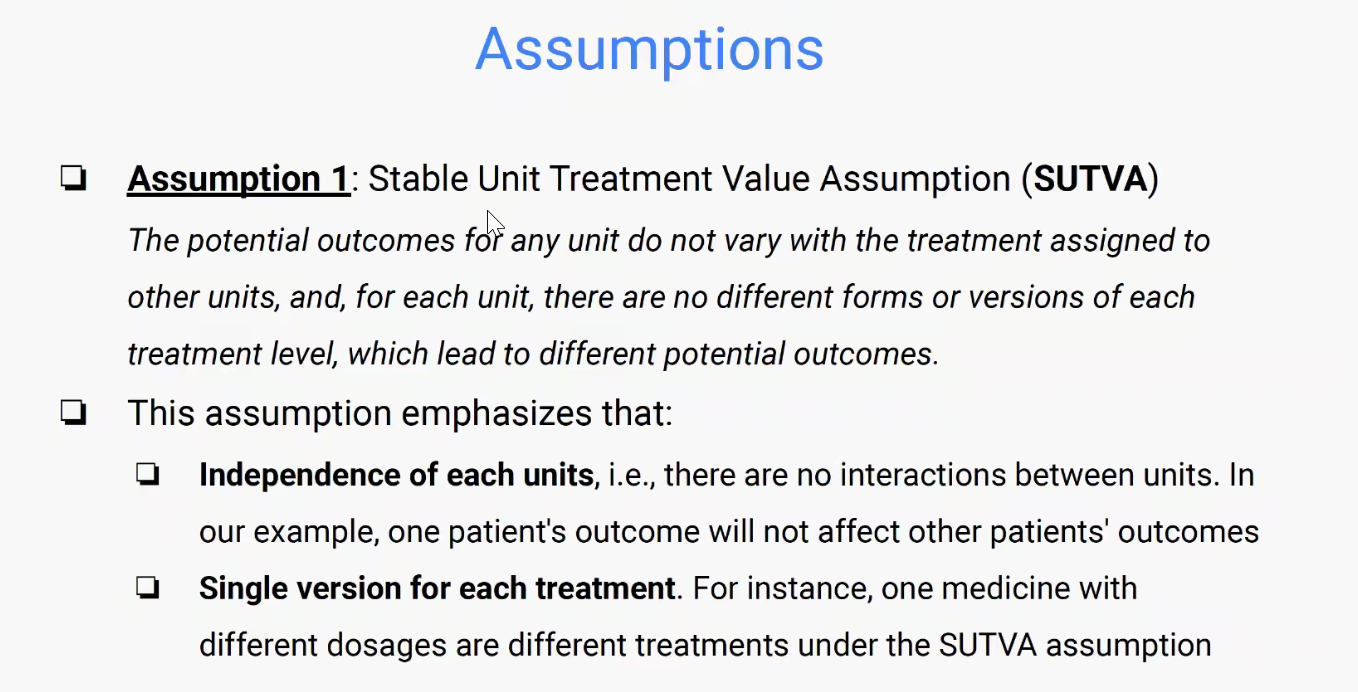 Assumptions
Assumption 1: Stable Unit Treatment Value Assumption (SUTVA)
The potential outcomes for any unit do not vary with the treatment assigned to
other units, and, for each unit, there are no different forms or versions of each
treatment level, which lead to different potential outcomes.
This assumption emphasizes that:
Independence of each units, i.e., there are no interactions between units. In
our example, one patient's outcome will not affect other patients' outcomes
Single version for each treatment. For instance, one medicine with
different dosages are different treatments under the SUTVA assumption